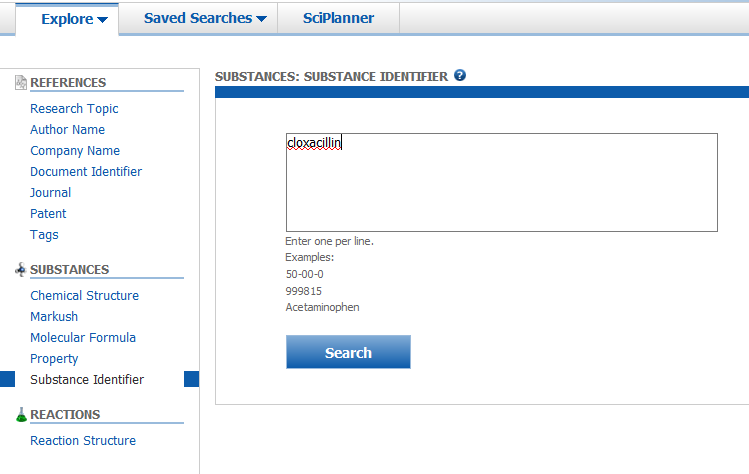 Explore Saved Searches SciPlanner
REFERENCES
Research Topic
Author Name
Company Name
Document Identifier
Journal
Patent
Tags
SUBSTANCES
Chemical Structure
Markush
Molecular Formula
Property
Substance Identifier
REACTIONS
Reaction Structure
SUBSTANCES: SUBSTANCE IDENTIFIER ?
cloxacillin
Enter one per line.
Examples:
50-00-0
999815
Acetaminophen
Search